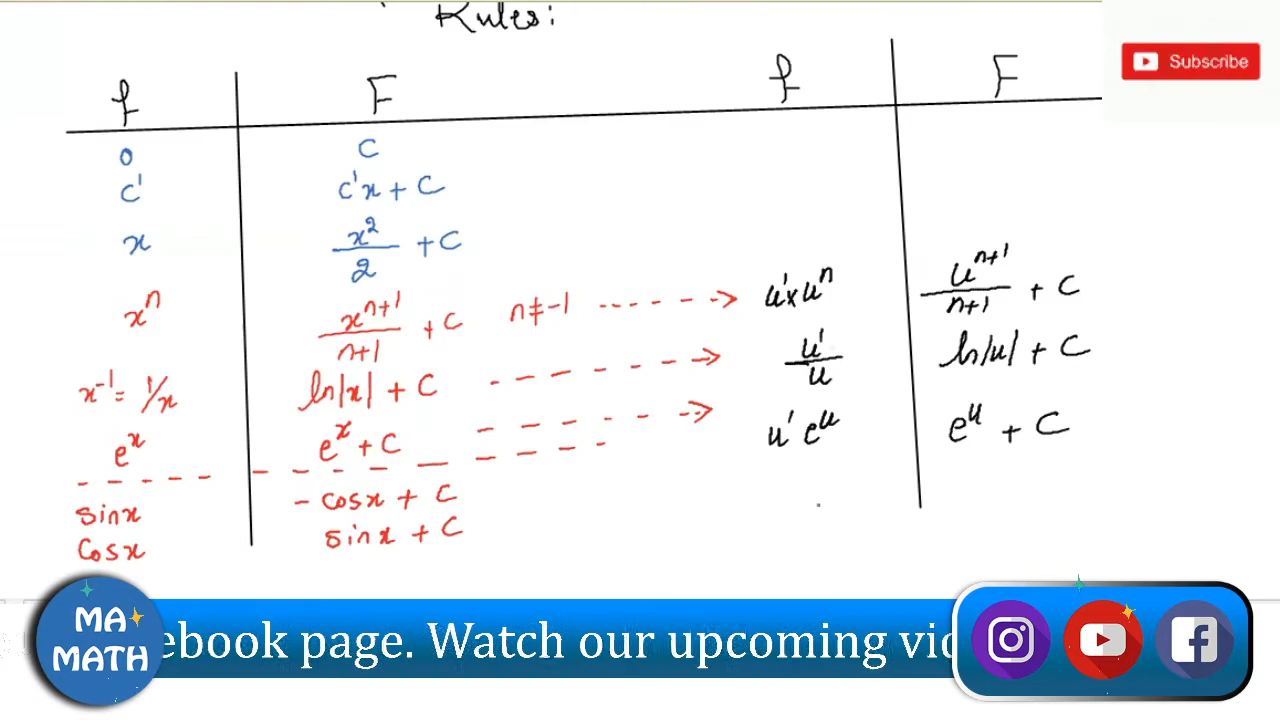 Rules:
Subscribe
f F f F
0 C
c' c'x + C
x x²/2 + C
xⁿ xⁿ⁺¹/n+1 + C n ≠ -1 u' × uⁿ uⁿ⁺¹/n+1 + C
x⁻¹ = 1/x ln|x| + C u'/u ln|u| + C
eˣ eˣ + C u' eᵘ eᵘ + C
sinx - cosx + C
Cosx sinx + C
MA MATH
ebook page. Watch our upcoming vid